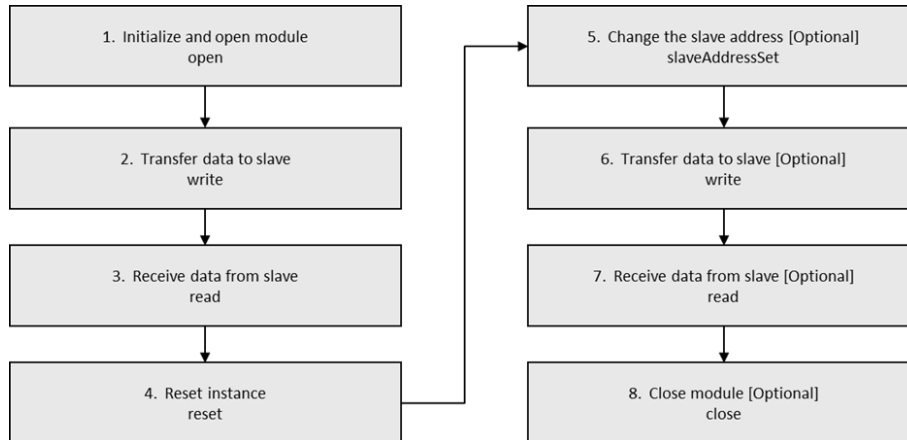 1. Initialize and open module
open
2. Transfer data to slave
write
3. Receive data from slave
read
4. Reset instance
reset
5. Change the slave address [Optional]
slaveAddressSet
6. Transfer data to slave [Optional]
write
7. Receive data from slave [Optional]
read
8. Close module [Optional]
close